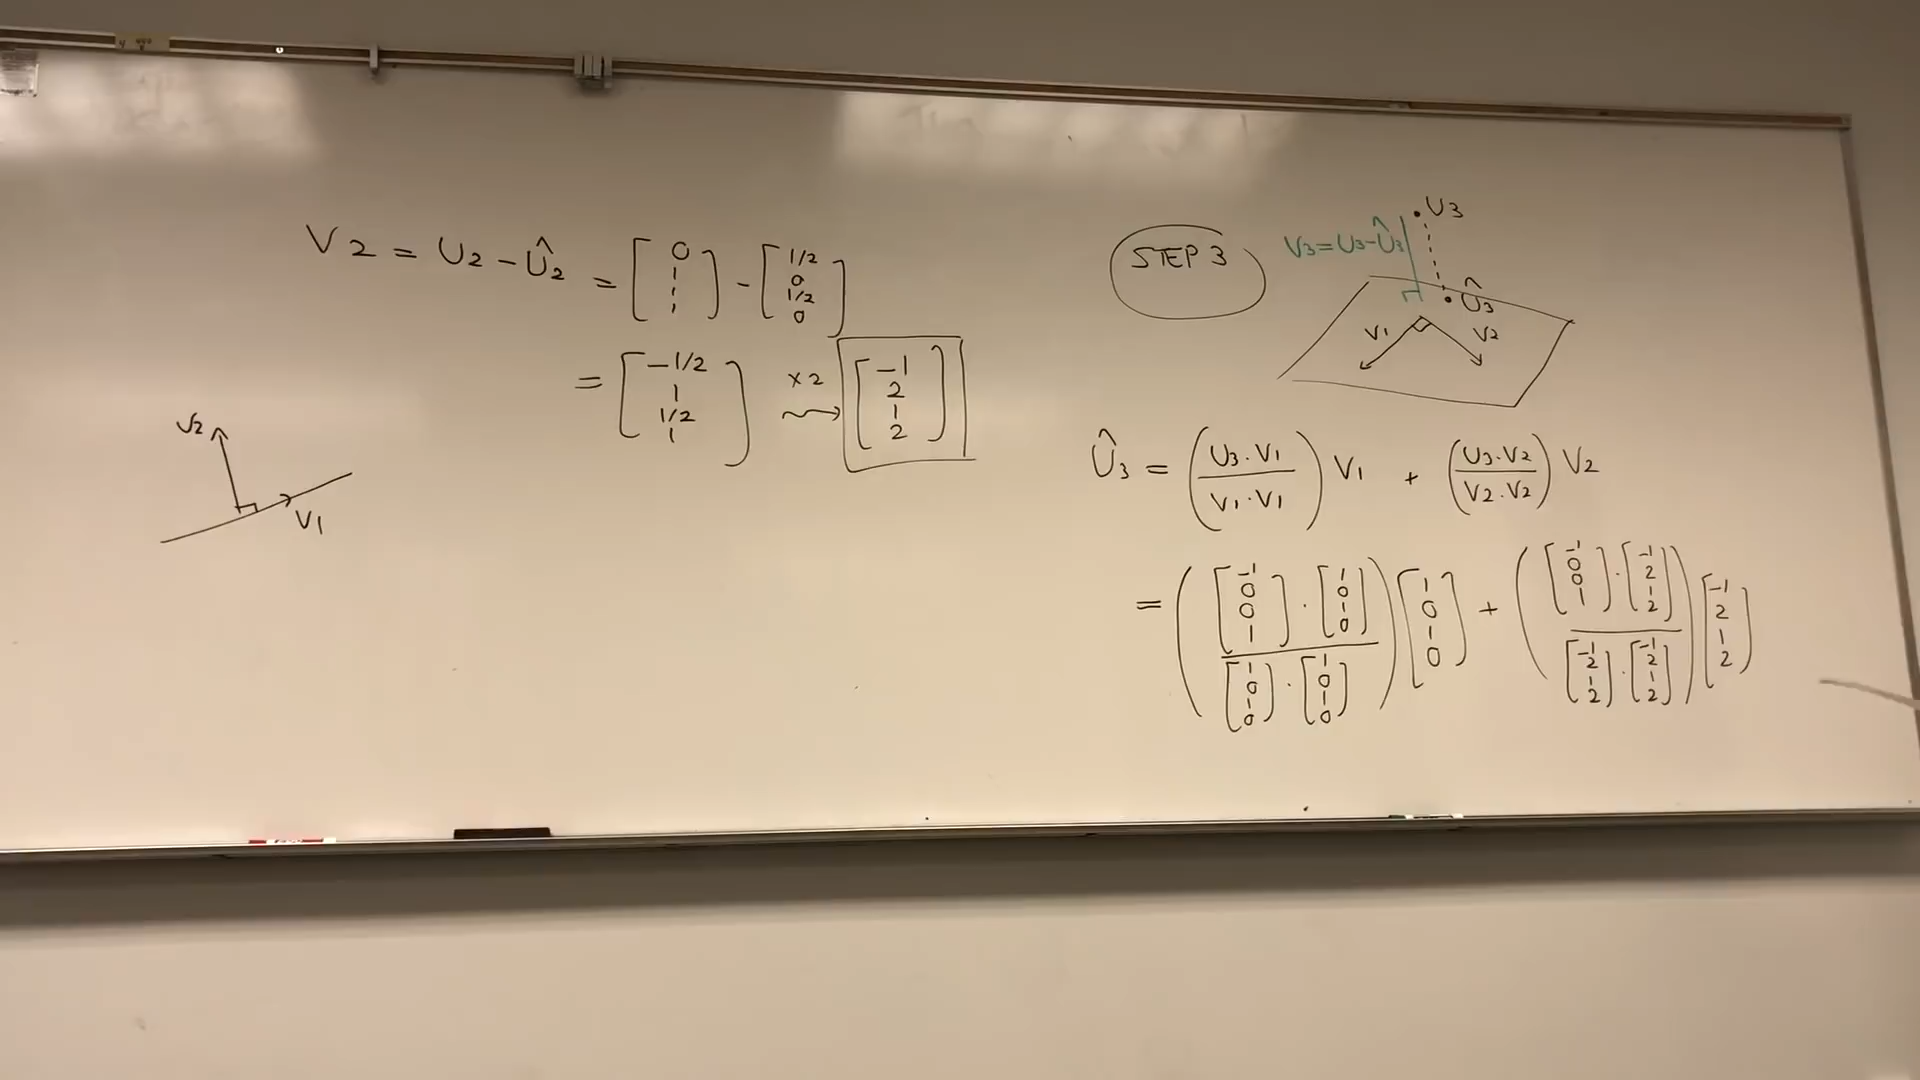 V2 = U2 - Û2 = [0 1 1 1] - [1/2 0 1/2 0]
= [-1/2 1 1/2 1] x2 ⇝ [-1 2 1 2]
V2
V1
STEP 3
U3
V3=U3-Û3
Û3
V1 V2
Û3 = (U3·V1 / V1·V1) V1 + (U3·V2 / V2·V2) V2
= ([-1 0 0 1]·[1 0 1 0] / [1 0 1 0]·[1 0 1 0]) [1 0 1 0] + ([-1 0 0 1]·[-1 2 1 2] / [-1 2 1 2]·[-1 2 1 2]) [-1 2 1 2]